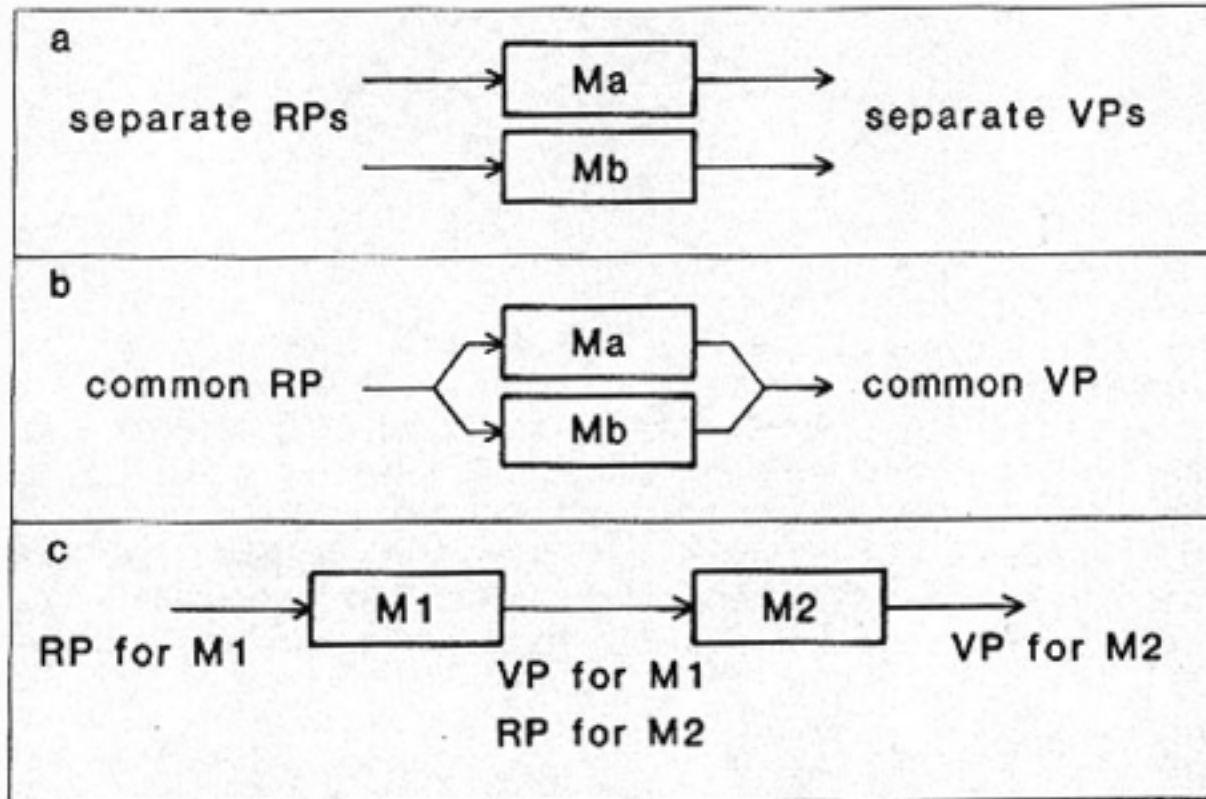 a
Ma
separate RPs
separate VPs
Mb
b
Ma
common RP
common VP
Mb
c
M1
M2
RP for M1
VP for M2
VP for M1
RP for M2